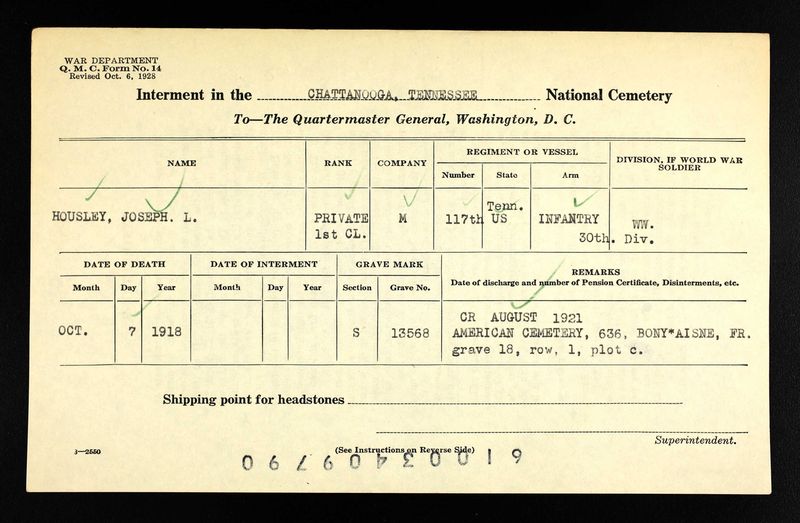 WAR DEPARTMENT
Q. M. C. Form No. 14
Revised Oct. 6, 1928
Interment in the CHATTANOOGA, TENNESSEE National Cemetery
To—The Quartermaster General, Washington, D. C.
NAME RANK COMPANY REGIMENT OR VESSEL DIVISION, IF WORLD WAR SOLDIER
Number State Arm
HOUSLEY, JOSEPH. L. PRIVATE M 117th Tenn. US INFANTRY WW.
1st CL. 30th. Div.
DATE OF DEATH DATE OF INTERMENT GRAVE MARK REMARKS
Month Day Year Month Day Year Section Grave No. Date of discharge and number of Pension Certificate, Disinterments, etc.
CR AUGUST 1921
OCT. 7 1918 S 13568 AMERICAN CEMETERY, 636, BONY*AISNE, FR.
grave 18, row, 1, plot c.
Shipping point for headstones
Superintendent.
3—2550 (See Instructions on Reverse Side)
6100340 9790